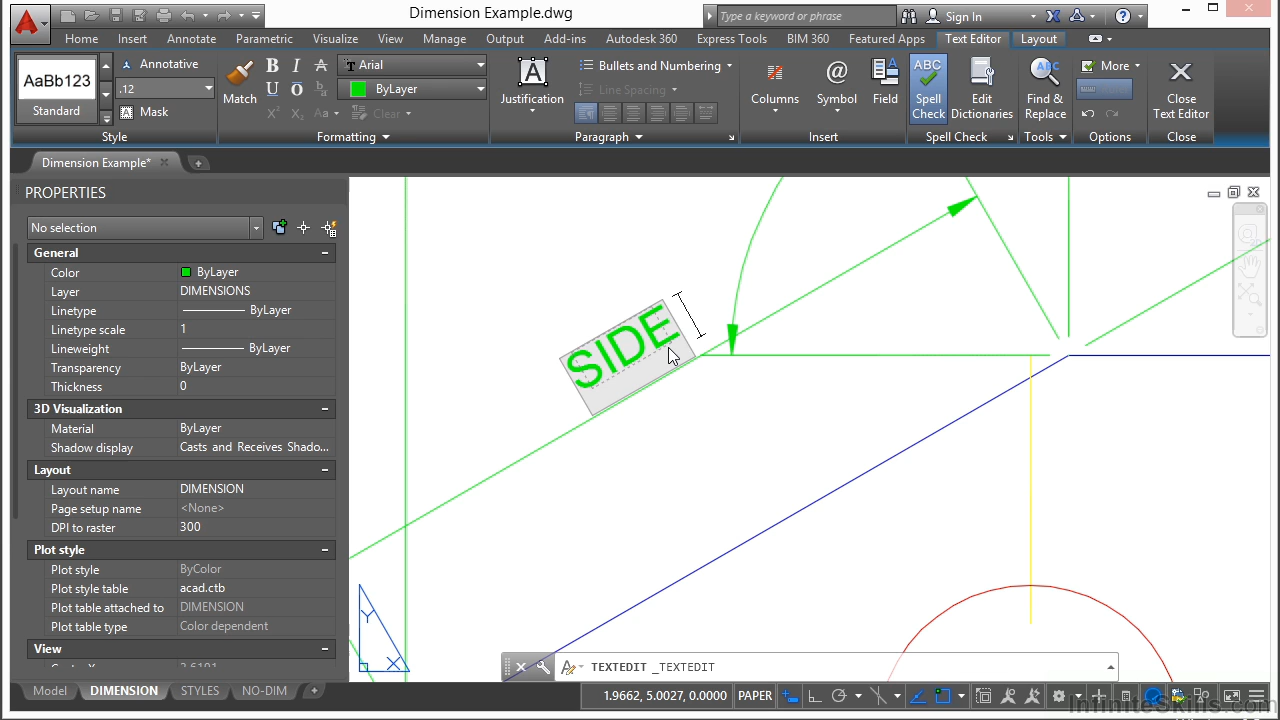 Dimension Example.dwg
Type a keyword or phrase
Sign In
Home Insert Annotate Parametric Visualize View Manage Output Add-ins Autodesk 360 Express Tools BIM 360 Featured Apps Text Editor Layout
AaBb123
Standard
Annotative
.12
Mask
Style
Match
Arial
ByLayer
Clear
Formatting
Justification
Bullets and Numbering
Line Spacing
Paragraph
Columns
Symbol
Field
Insert
ABC
Spell
Check
Edit
Dictionaries
Spell Check
ABC
Find &
Replace
Tools
More
Ruler
Options
Close
Text Editor
Close
Dimension Example*
PROPERTIES
No selection
General
Color ByLayer
Layer DIMENSIONS
Linetype ByLayer
Linetype scale 1
Lineweight ByLayer
Transparency ByLayer
Thickness 0
3D Visualization
Material ByLayer
Shadow display Casts and Receives Shado...
Layout
Layout name DIMENSION
Page setup name <None>
DPI to raster 300
Plot style
Plot style ByColor
Plot style table acad.ctb
Plot table attached to DIMENSION
Plot table type Color dependent
View
SIDE
Y
X
TEXTEDIT _TEXTEDIT
Model DIMENSION STYLES NO-DIM
1.9662, 5.0027, 0.0000 PAPER
InfiniteSkills.com